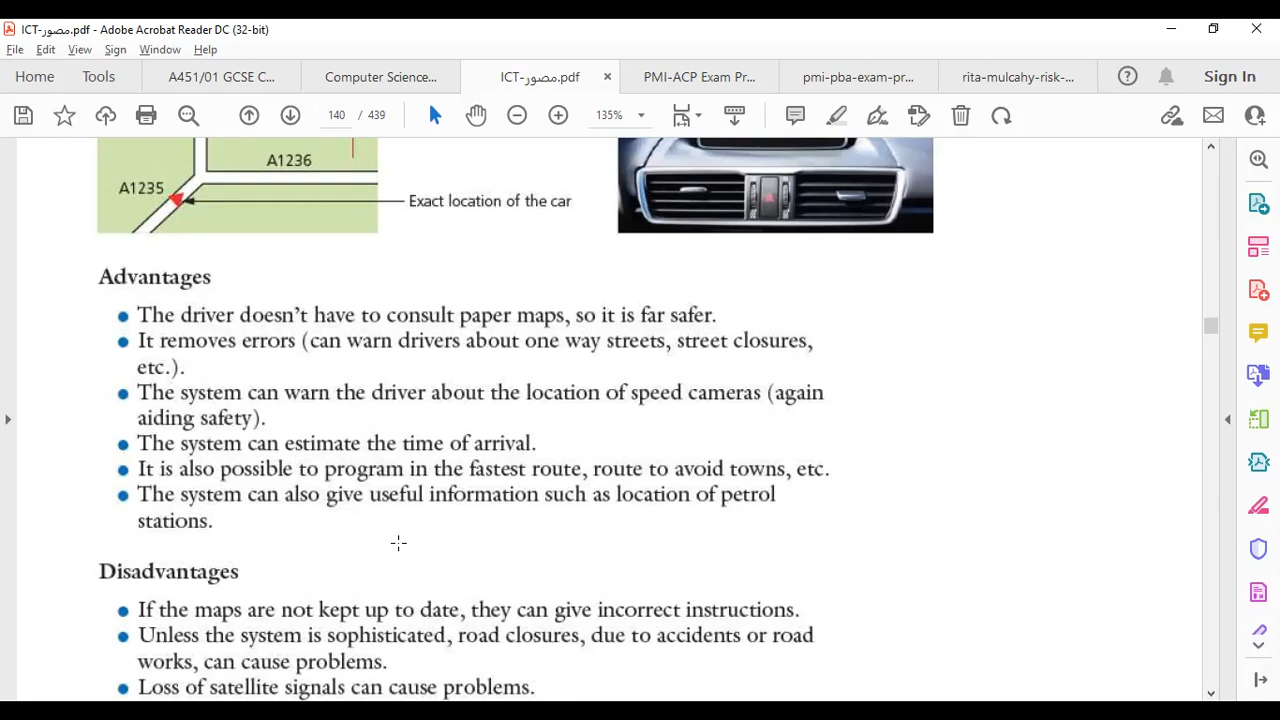 ICT-مصور.pdf - Adobe Acrobat Reader DC (32-bit)
File Edit View Sign Window Help
Home Tools A451/01 GCSE C... Computer Science... ICT-مصور.pdf × PMI-ACP Exam Pr... pmi-pba-exam-pr... rita-mulcahy-risk-... Sign In
140 / 439 135%
A1236
A1235
Exact location of the car
Advantages
• The driver doesn't have to consult paper maps, so it is far safer.
• It removes errors (can warn drivers about one way streets, street closures,
etc.).
• The system can warn the driver about the location of speed cameras (again
aiding safety).
• The system can estimate the time of arrival.
• It is also possible to program in the fastest route, route to avoid towns, etc.
• The system can also give useful information such as location of petrol
stations.
Disadvantages
• If the maps are not kept up to date, they can give incorrect instructions.
• Unless the system is sophisticated, road closures, due to accidents or road
works, can cause problems.
• Loss of satellite signals can cause problems.